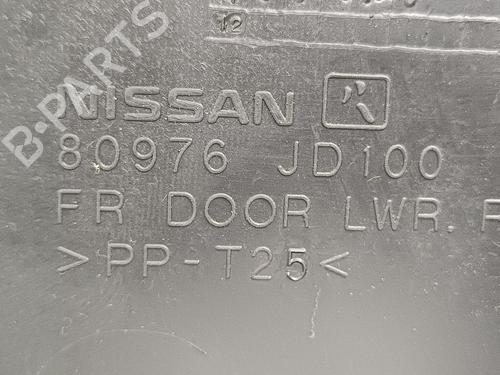 12
NISSAN
80976 JD100
FR DOOR LWR. F
>PP-T25<
B-PARTS